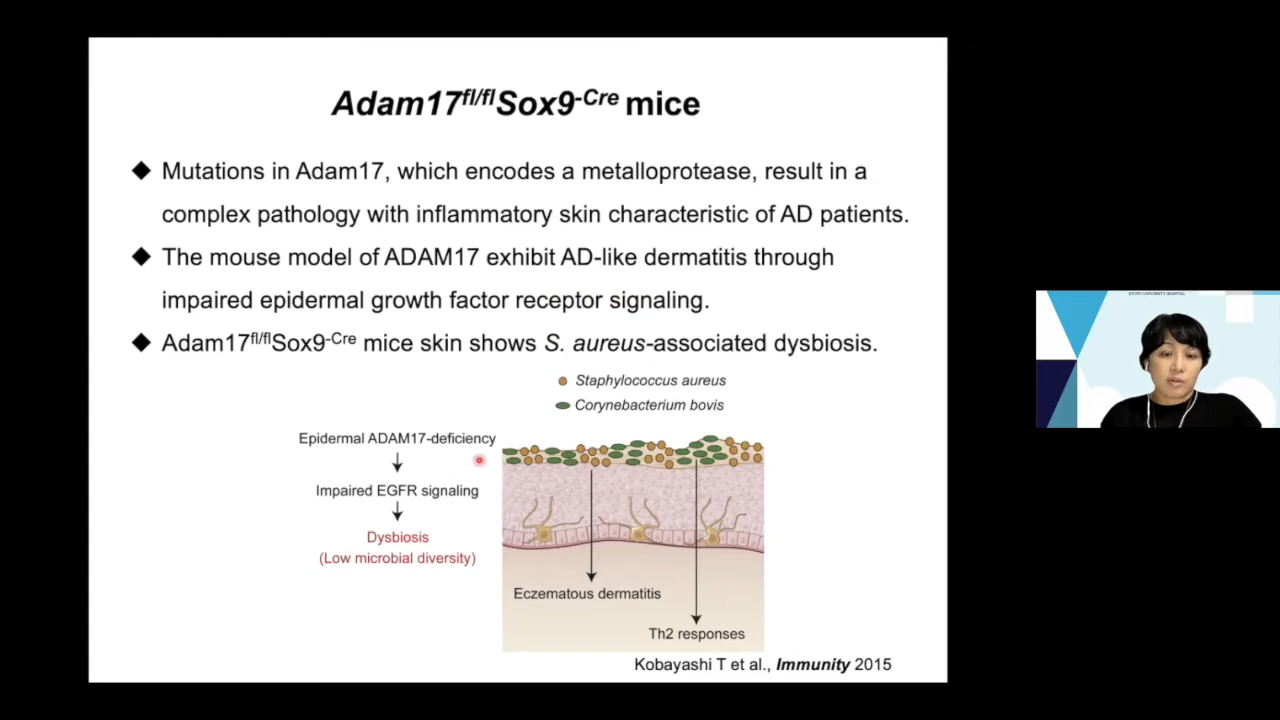 Adam17fl/flSox9-Cre mice
◆ Mutations in Adam17, which encodes a metalloprotease, result in a
complex pathology with inflammatory skin characteristic of AD patients.
◆ The mouse model of ADAM17 exhibit AD-like dermatitis through
impaired epidermal growth factor receptor signaling.
◆ Adam17fl/flSox9-Cre mice skin shows S. aureus-associated dysbiosis.
Staphylococcus aureus
Corynebacterium bovis
Epidermal ADAM17-deficiency
Impaired EGFR signaling
Dysbiosis
(Low microbial diversity)
Eczematous dermatitis
Th2 responses
Kobayashi T et al., Immunity 2015
KYOTO UNIVERSITY HOSPITAL